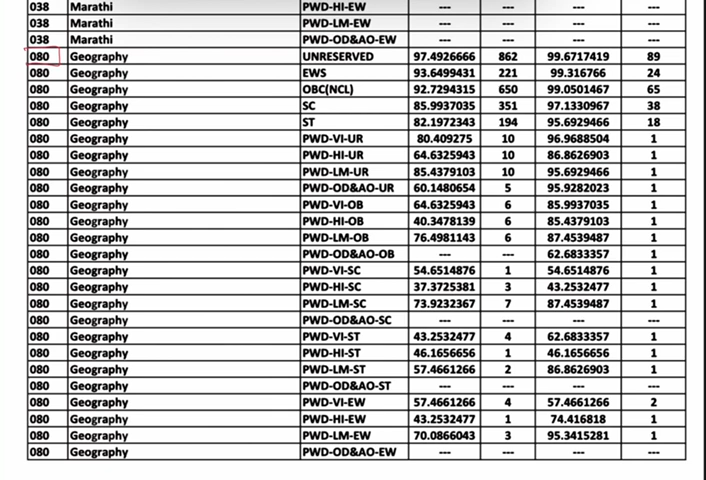 038 Marathi PWD-HI-EW --- --- --- ---
038 Marathi PWD-LM-EW --- --- --- ---
038 Marathi PWD-OD&AO-EW --- --- --- ---
080 Geography UNRESERVED 97.4926666 862 99.6717419 89
080 Geography EWS 93.6499431 221 99.316766 24
080 Geography OBC(NCL) 92.7294315 650 99.0501467 65
080 Geography SC 85.9937035 351 97.1330967 38
080 Geography ST 82.1972343 194 95.6929466 18
080 Geography PWD-VI-UR 80.409275 10 96.9688504 1
080 Geography PWD-HI-UR 64.6325943 10 86.8626903 1
080 Geography PWD-LM-UR 85.4379103 10 95.6929466 1
080 Geography PWD-OD&AO-UR 60.1480654 5 95.9282023 1
080 Geography PWD-VI-OB 64.6325943 6 85.9937035 1
080 Geography PWD-HI-OB 40.3478139 6 85.4379103 1
080 Geography PWD-LM-OB 76.4981143 6 87.4539487 1
080 Geography PWD-OD&AO-OB --- --- 62.6833357 1
080 Geography PWD-VI-SC 54.6514876 1 54.6514876 1
080 Geography PWD-HI-SC 37.3725381 3 43.2532477 1
080 Geography PWD-LM-SC 73.9232367 7 87.4539487 1
080 Geography PWD-OD&AO-SC --- --- --- ---
080 Geography PWD-VI-ST 43.2532477 4 62.6833357 1
080 Geography PWD-HI-ST 46.1656656 1 46.1656656 1
080 Geography PWD-LM-ST 57.4661266 2 86.8626903 1
080 Geography PWD-OD&AO-ST --- --- --- ---
080 Geography PWD-VI-EW 57.4661266 4 57.4661266 2
080 Geography PWD-HI-EW 43.2532477 1 74.416818 1
080 Geography PWD-LM-EW 70.0866043 3 95.3415281 1
080 Geography PWD-OD&AO-EW --- --- --- ---